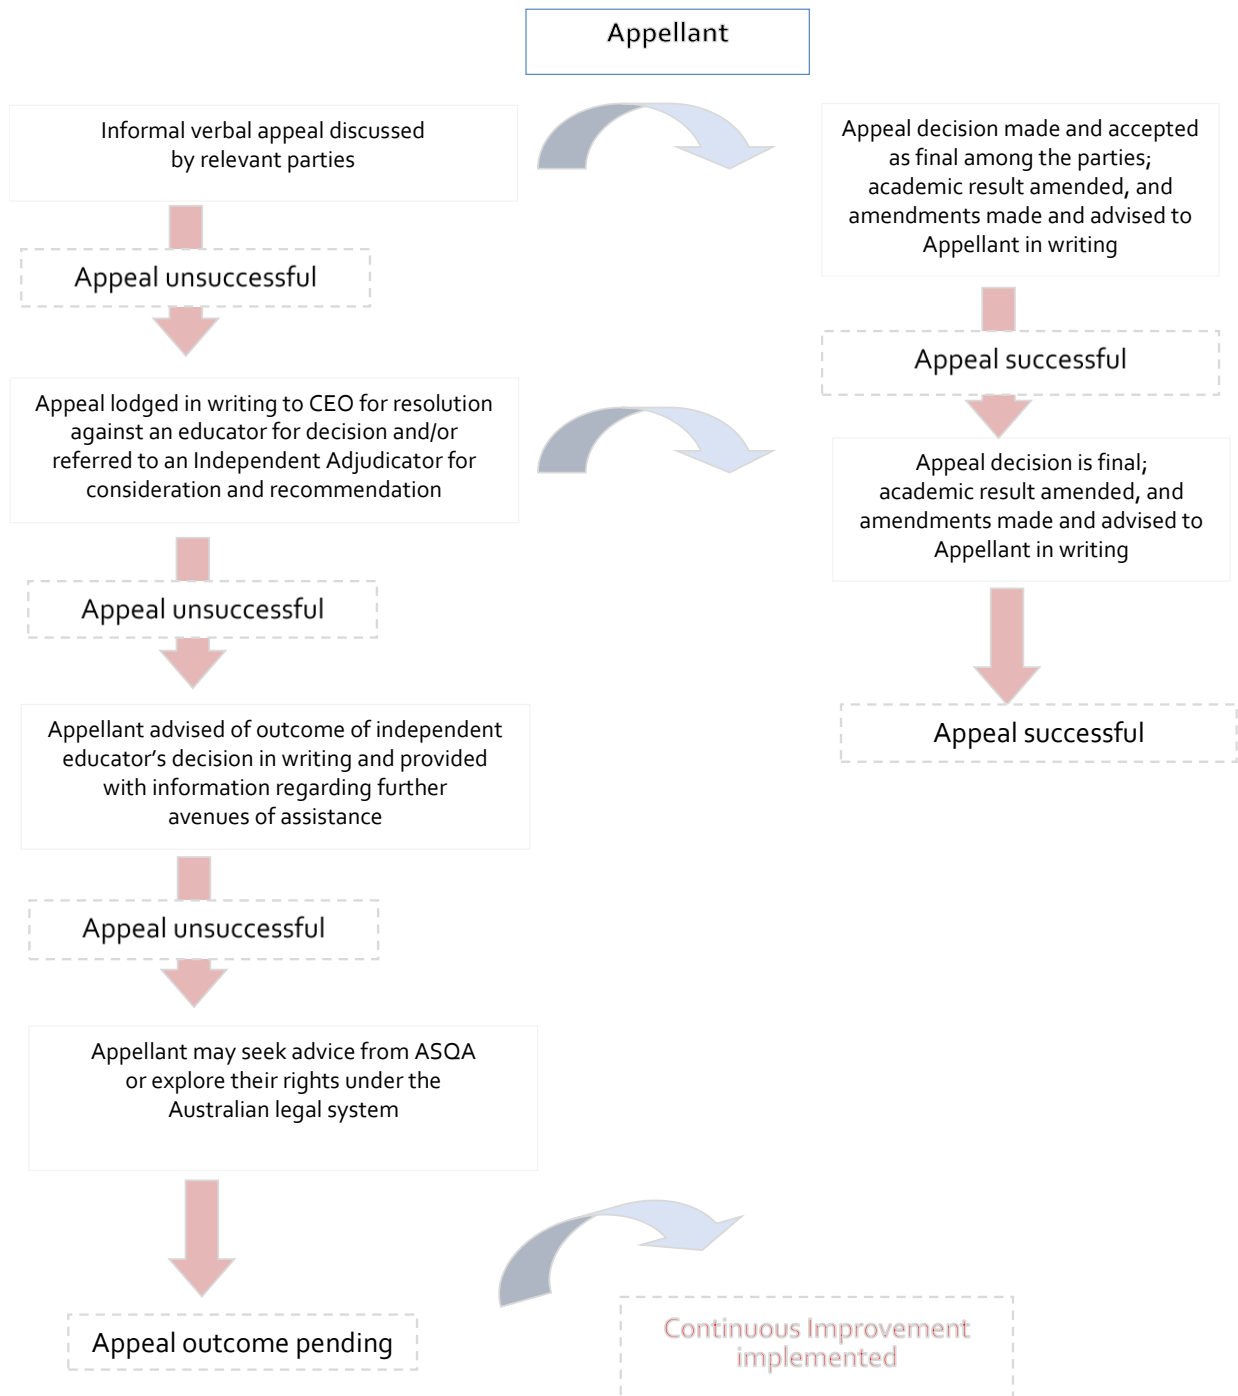 Appellant
Informal verbal appeal discussed
by relevant parties
Appeal decision made and accepted
as final among the parties;
academic result amended, and
amendments made and advised to
Appellant in writing
Appeal unsuccessful
Appeal successful
Appeal lodged in writing to CEO for resolution
against an educator for decision and/or
referred to an Independent Adjudicator for
consideration and recommendation
Appeal decision is final;
academic result amended, and
amendments made and advised to
Appellant in writing
Appeal unsuccessful
Appellant advised of outcome of independent
educator’s decision in writing and provided
with information regarding further
avenues of assistance
Appeal successful
Appeal unsuccessful
Appellant may seek advice from ASQA
or explore their rights under the
Australian legal system
Appeal outcome pending
Continuous Improvement
implemented